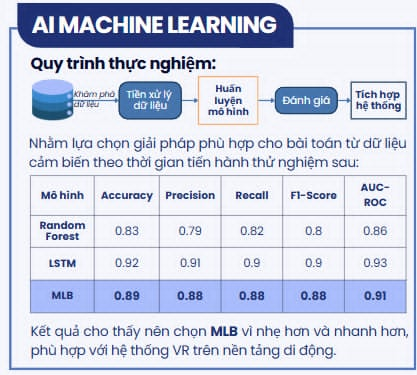 AI MACHINE LEARNING
Quy trình thực nghiệm:
Khám phá
dữ liệu
Tiền xử lý
dữ liệu
Huấn
luyện
mô hình
Đánh giá
Tích hợp
hệ thống
Nhằm lựa chọn giải pháp phù hợp cho bài toán từ dữ liệu
cảm biến theo thời gian tiến hành thử nghiệm sau:
Mô hình Accuracy Precision Recall F1-Score AUC-
ROC
Random
Forest 0.83 0.79 0.82 0.8 0.86
LSTM 0.92 0.91 0.9 0.9 0.93
MLB 0.89 0.88 0.88 0.88 0.91
Kết quả cho thấy nên chọn MLB vì nhẹ hơn và nhanh hơn,
phù hợp với hệ thống VR trên nền tảng di động.